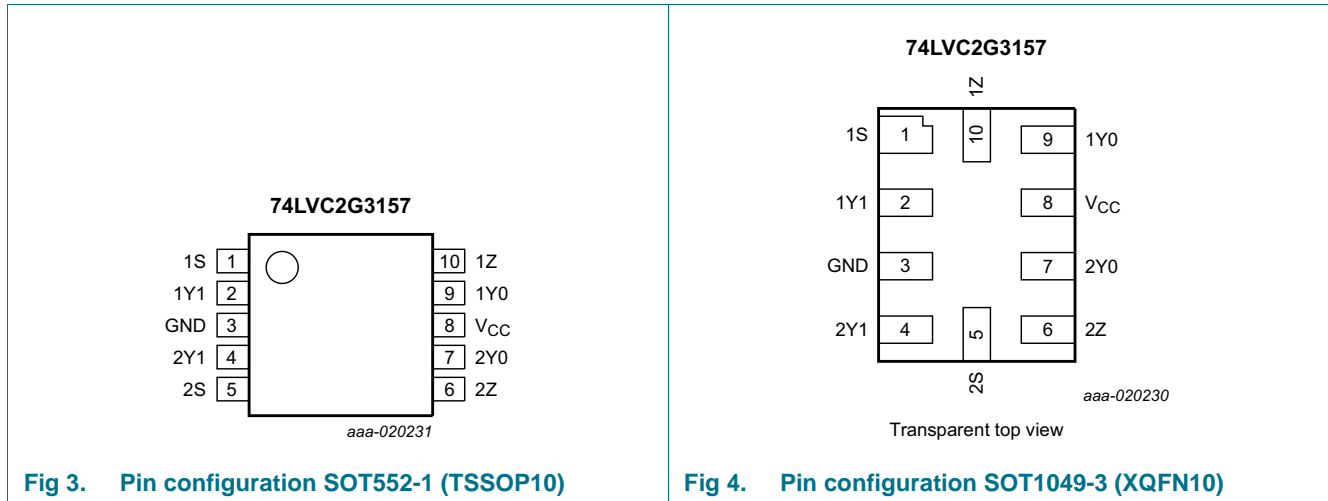 74LVC2G3157
1S 1 10 1Z
1Y1 2 9 1Y0
GND 3 8 VCC
2Y1 4 7 2Y0
2S 5 6 2Z
aaa-020231
Fig 3. Pin configuration SOT552-1 (TSSOP10)
74LVC2G3157
1Z
1S 1 10 9 1Y0
1Y1 2 8 VCC
GND 3 7 2Y0
2Y1 4 5 6 2Z
2S
aaa-020230
Transparent top view
Fig 4. Pin configuration SOT1049-3 (XQFN10)